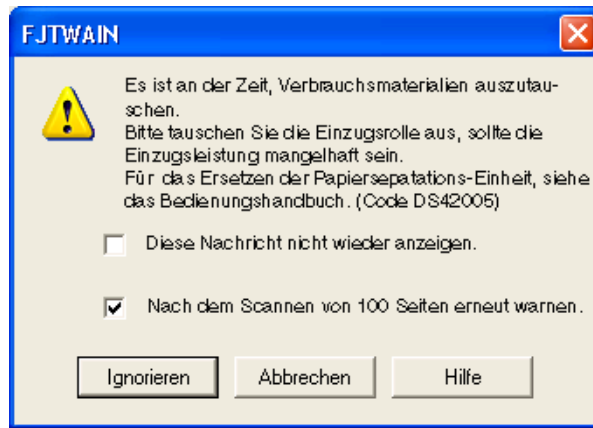 FJTWAIN
Es ist an der Zeit, Verbrauchsmaterialien auszutau-
schen.
Bitte tauschen Sie die Einzugsrolle aus, sollte die
Einzugsleistung mangelhaft sein.
Für das Ersetzen der Papiersepatations-Einheit, siehe
das Bedienungshandbuch. (Code DS42005)
Diese Nachricht nicht wieder anzeigen.
Nach dem Scannen von 100 Seiten erneut warnen.
Ignorieren Abbrechen Hilfe